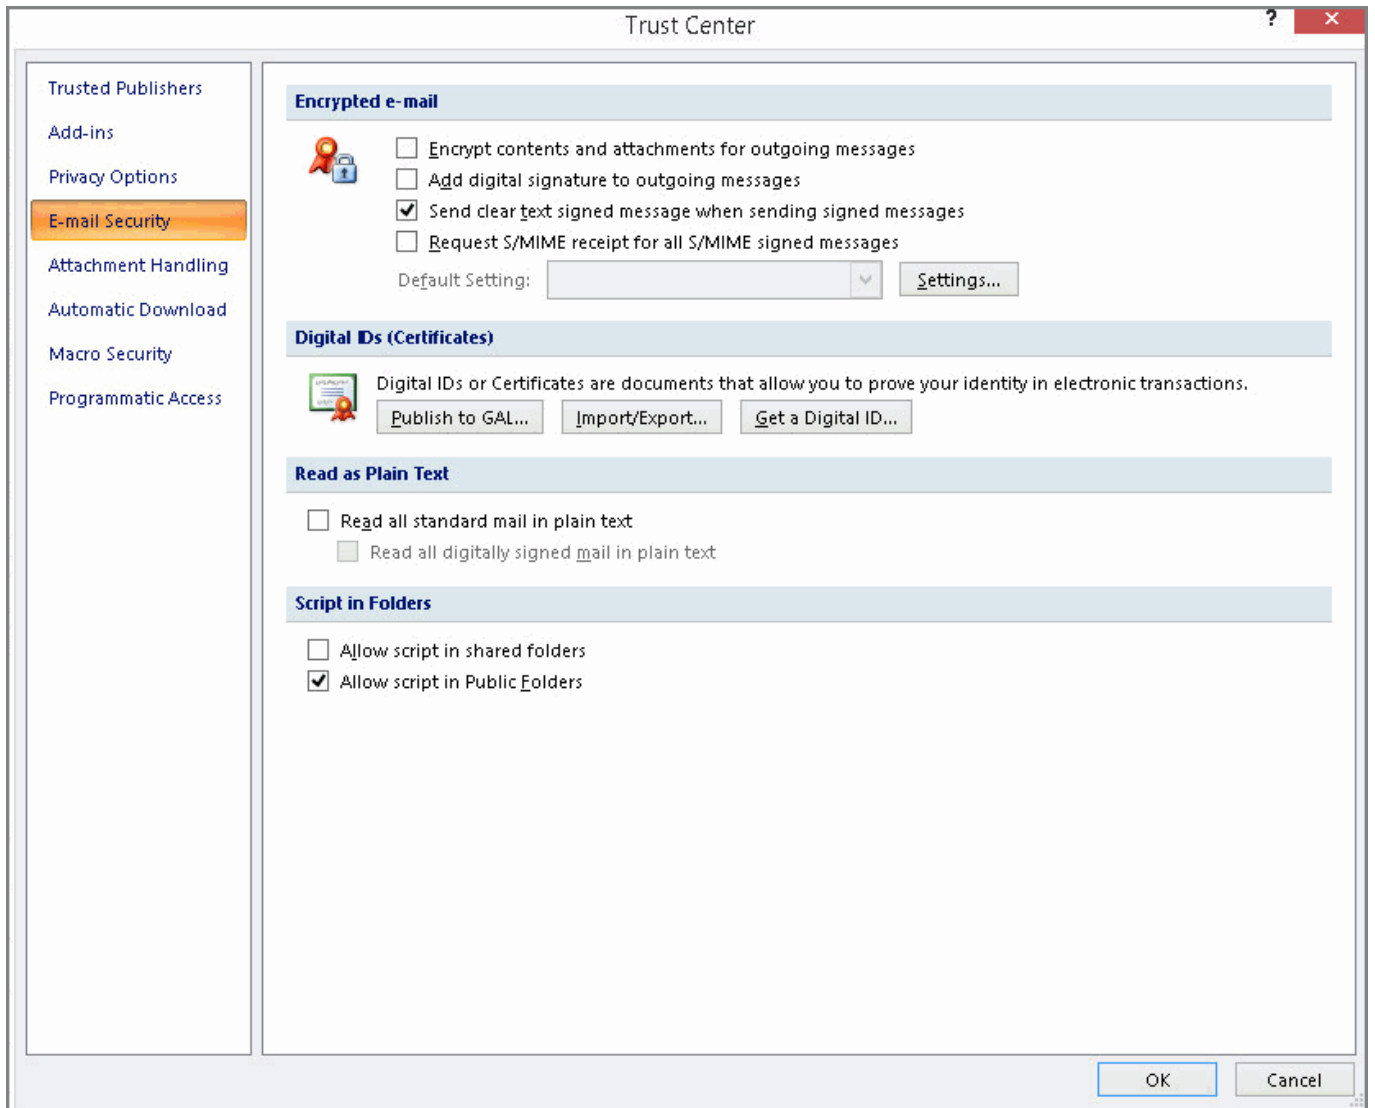 Trust Center
?
Trusted Publishers
Add-ins
Privacy Options
E-mail Security
Attachment Handling
Automatic Download
Macro Security
Programmatic Access
Encrypted e-mail
Encrypt contents and attachments for outgoing messages
Add digital signature to outgoing messages
Send clear text signed message when sending signed messages
Request S/MIME receipt for all S/MIME signed messages
Default Setting:
Settings...
Digital IDs (Certificates)
Digital IDs or Certificates are documents that allow you to prove your identity in electronic transactions.
Publish to GAL... Import/Export... Get a Digital ID...
Read as Plain Text
Read all standard mail in plain text
Read all digitally signed mail in plain text
Script in Folders
Allow script in shared folders
Allow script in Public Folders
OK Cancel